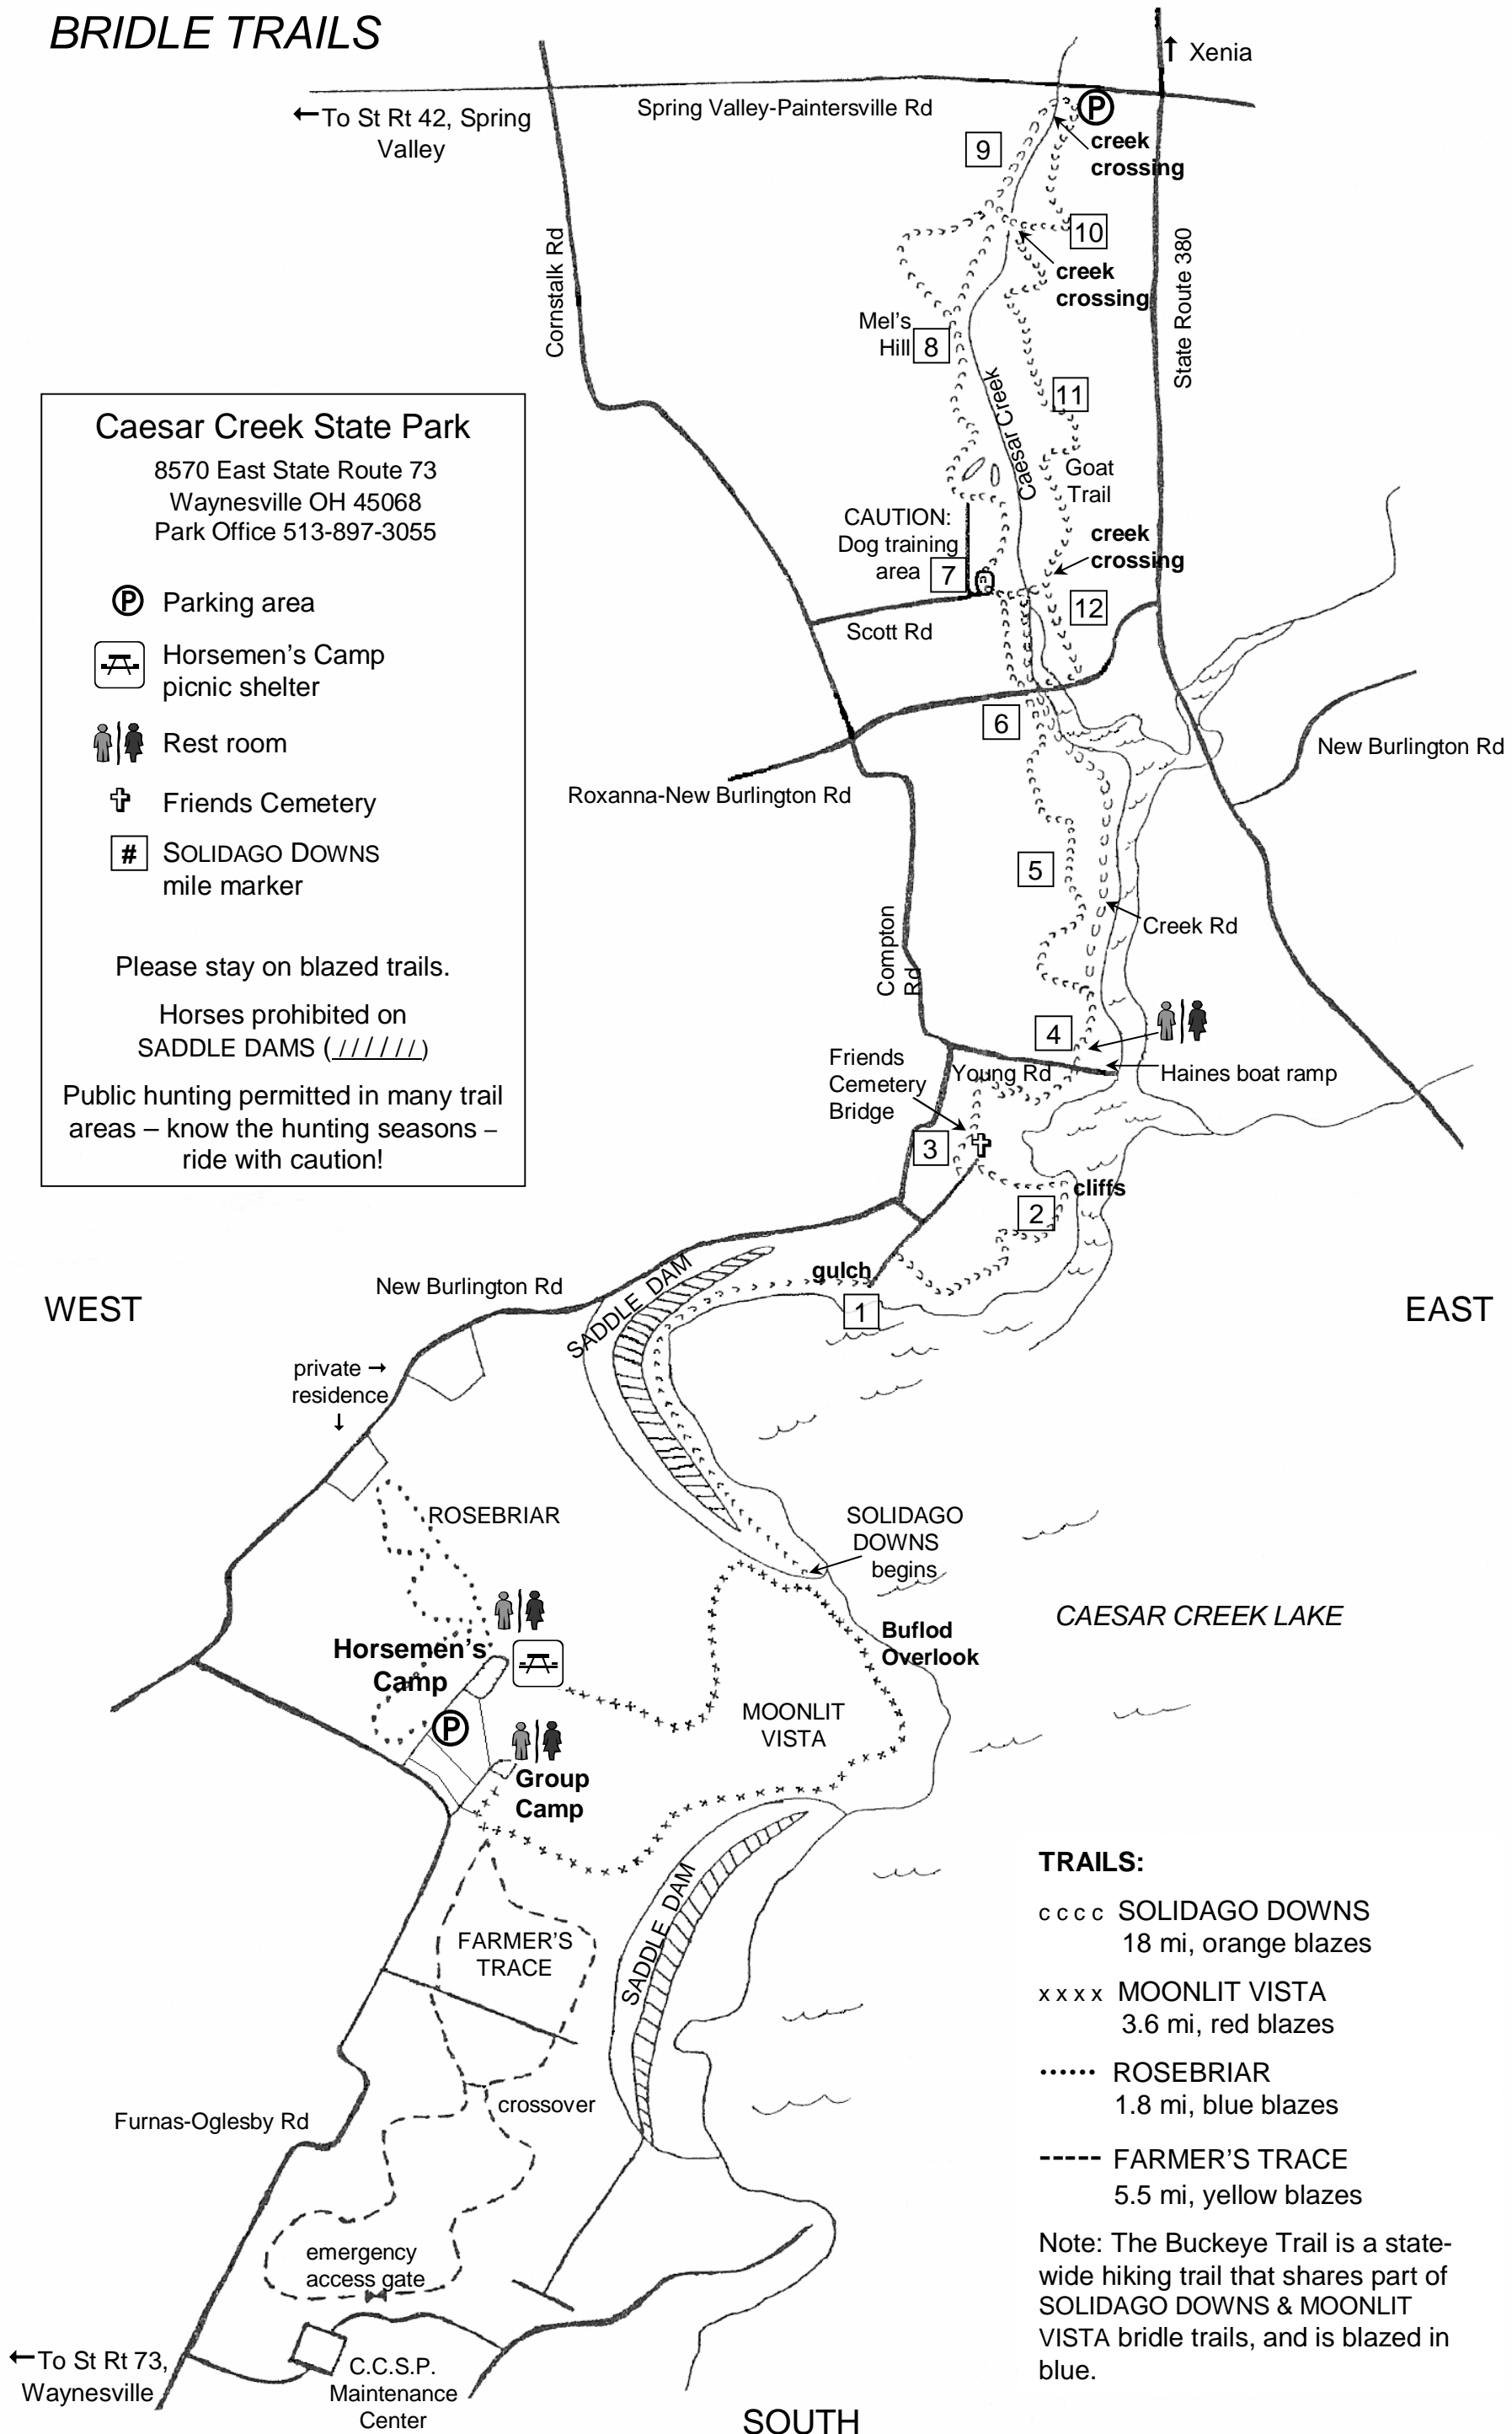 BRIDLE TRAILS
↑ Xenia
←To St Rt 42, Spring
Valley
Spring Valley-Paintersville Rd
P
creek
crossing
9
10
creek
crossing
Cornstalk Rd
State Route 380
Mel's
Hill
8
11
Caesar Creek
Goat
Trail
CAUTION:
Dog training
area
7
creek
crossing
12
Scott Rd
6
New Burlington Rd
Roxanna-New Burlington Rd
5
Creek Rd
Compton
Rd
4
Friends
Cemetery
Bridge
Young Rd
Haines boat ramp
3
cliffs
2
gulch
1
Caesar Creek State Park
8570 East State Route 73
Waynesville OH 45068
Park Office 513-897-3055
P Parking area
Horsemen's Camp
picnic shelter
Rest room
Friends Cemetery
# SOLIDAGO DOWNS
mile marker
Please stay on blazed trails.
Horses prohibited on
SADDLE DAMS (//////)
Public hunting permitted in many trail
areas – know the hunting seasons –
ride with caution!
WEST
EAST
New Burlington Rd
SADDLE DAM
private →
residence
↓
ROSEBRIAR
SOLIDAGO
DOWNS
begins
CAESAR CREEK LAKE
Buflod
Overlook
Horsemen's
Camp
P
MOONLIT
VISTA
Group
Camp
SADDLE DAM
FARMER'S
TRACE
crossover
Furnas-Oglesby Rd
emergency
access gate
←To St Rt 73,
Waynesville
C.C.S.P.
Maintenance
Center
SOUTH
TRAILS:
c c c c SOLIDAGO DOWNS
18 mi, orange blazes
x x x x MOONLIT VISTA
3.6 mi, red blazes
······ ROSEBRIAR
1.8 mi, blue blazes
----- FARMER'S TRACE
5.5 mi, yellow blazes
Note: The Buckeye Trail is a state-
wide hiking trail that shares part of
SOLIDAGO DOWNS & MOONLIT
VISTA bridle trails, and is blazed in
blue.